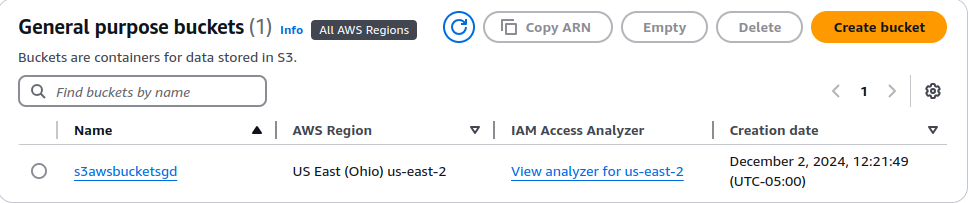 General purpose buckets (1) Info All AWS Regions Copy ARN Empty Delete Create bucket
Buckets are containers for data stored in S3.
Find buckets by name 1
Name AWS Region IAM Access Analyzer Creation date
s3awsbucketsgd US East (Ohio) us-east-2 View analyzer for us-east-2 December 2, 2024, 12:21:49
(UTC-05:00)